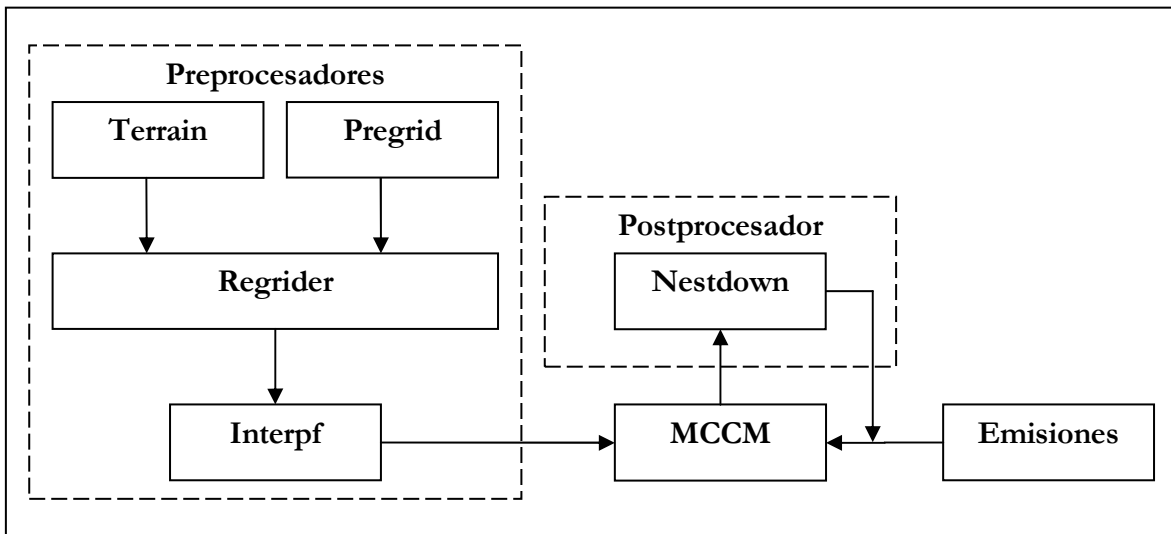 Preprocesadores
Terrain
Pregrid
Regrider
Interpf
Postprocesador
Nestdown
MCCM
Emisiones